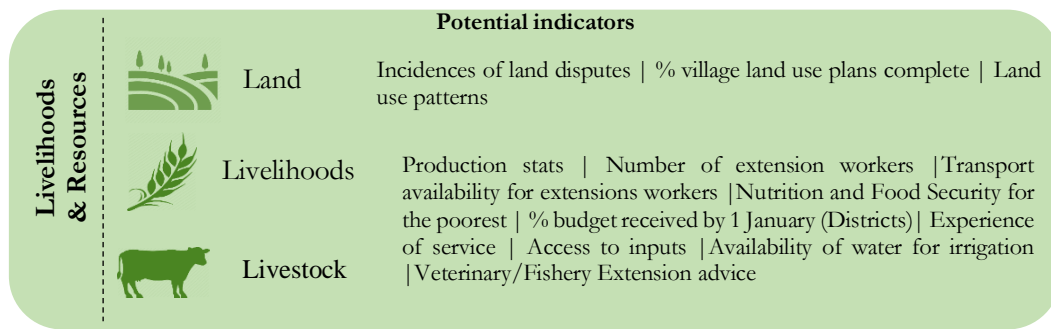 Potential indicators
Livelihoods
& Resources
Land
Incidences of land disputes | % village land use plans complete | Land
use patterns
Livelihoods
Production stats | Number of extension workers |Transport
availability for extensions workers |Nutrition and Food Security for
the poorest | % budget received by 1 January (Districts)| Experience
of service | Access to inputs |Availability of water for irrigation
|Veterinary/Fishery Extension advice
Livestock